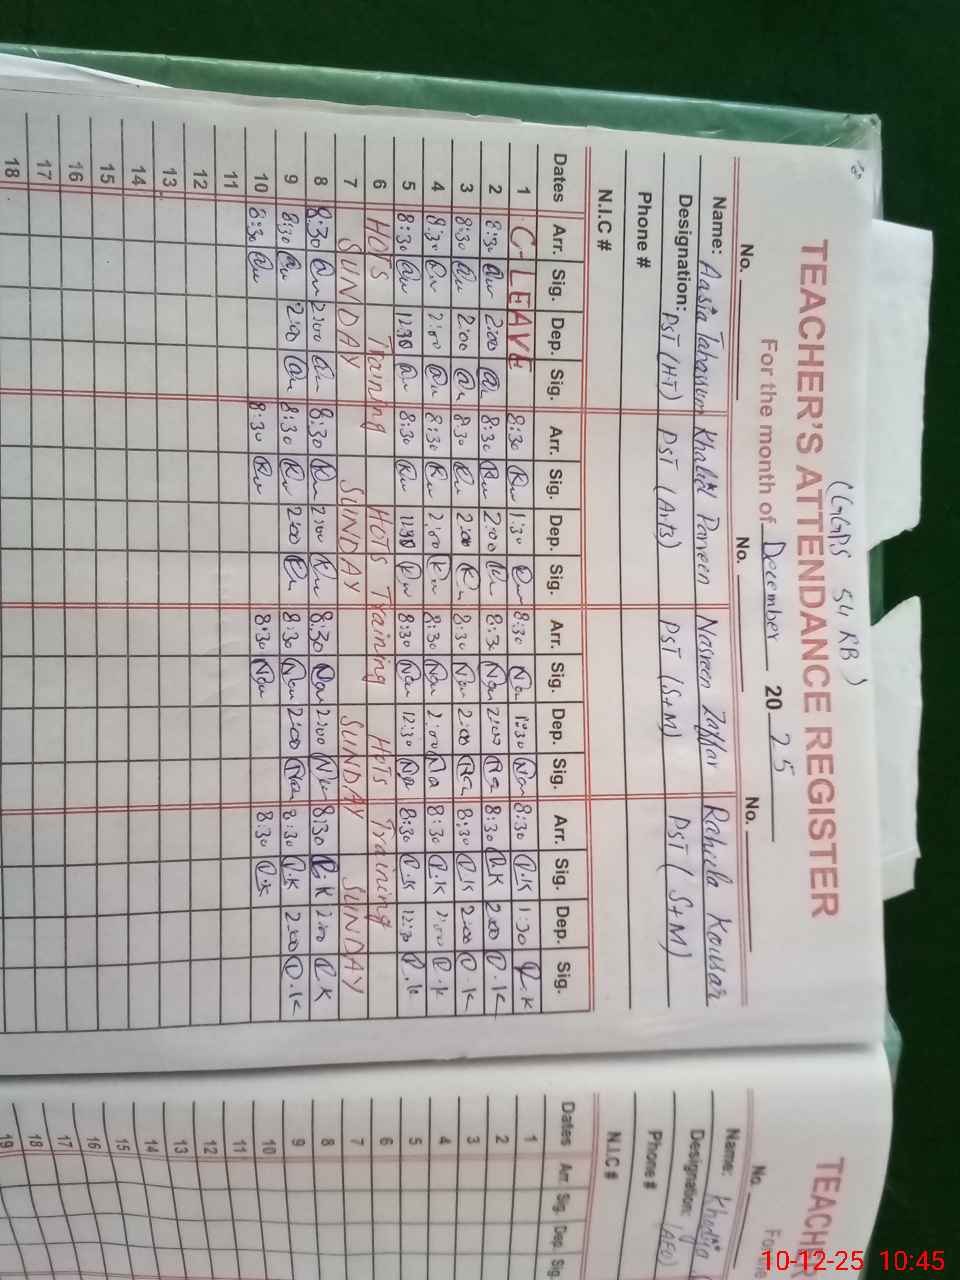 (GGPS 54 RB)
TEACHER'S ATTENDANCE REGISTER
For the month of December 20 25
No. No. No.
Name: Aasia Tabassum Khalid Parveen Nasreen Zaffar Rahila Kousar
Designation: PST (HT) PST (Arts) PST (S+M) PST (S+M)
Phone #
N.I.C #
Dates Arr. Sig. Dep. Sig. Arr. Sig. Dep. Sig. Arr. Sig. Dep. Sig. Arr. Sig. Dep. Sig.
1 C-LEAVE 8:30 1:30 8:30 1:30 8:30 R.K 1:30 R.K
2 8:30 2:00 8:30 2:00 8:30 2:00 8:30 R.K 2:00 R.K
3 8:30 2:00 8:30 2:00 8:30 2:00 8:30 R.K 2:00 R.K
4 8:30 2:00 8:30 2:00 8:30 2:00 8:30 R.K 2:00 R.K
5 8:30 12:30 8:30 12:30 8:30 12:30 8:30 R.K 12:30 R.K
6 HOTS Training HOTS Training HOTS Training
7 SUNDAY SUNDAY SUNDAY SUNDAY
8 8:30 2:00 8:30 2:00 8:30 2:00 8:30 R.K 2:00 R.K
9 8:30 2:00 8:30 2:00 8:30 2:00 8:30 R.K 2:00 R.K
10 8:30 8:30 8:30 8:30 R.K
11
12
13
14
15
16
17
18
TEACHER
For the
No.
Name: Khadija
Designation:
Phone #
N.I.C #
Dates Arr. Sig. Dep. Sig.
1
2
3
4
5
6
7
8
9
10
11
12
13
14
15
16
17
18
19
10-12-25 10:45